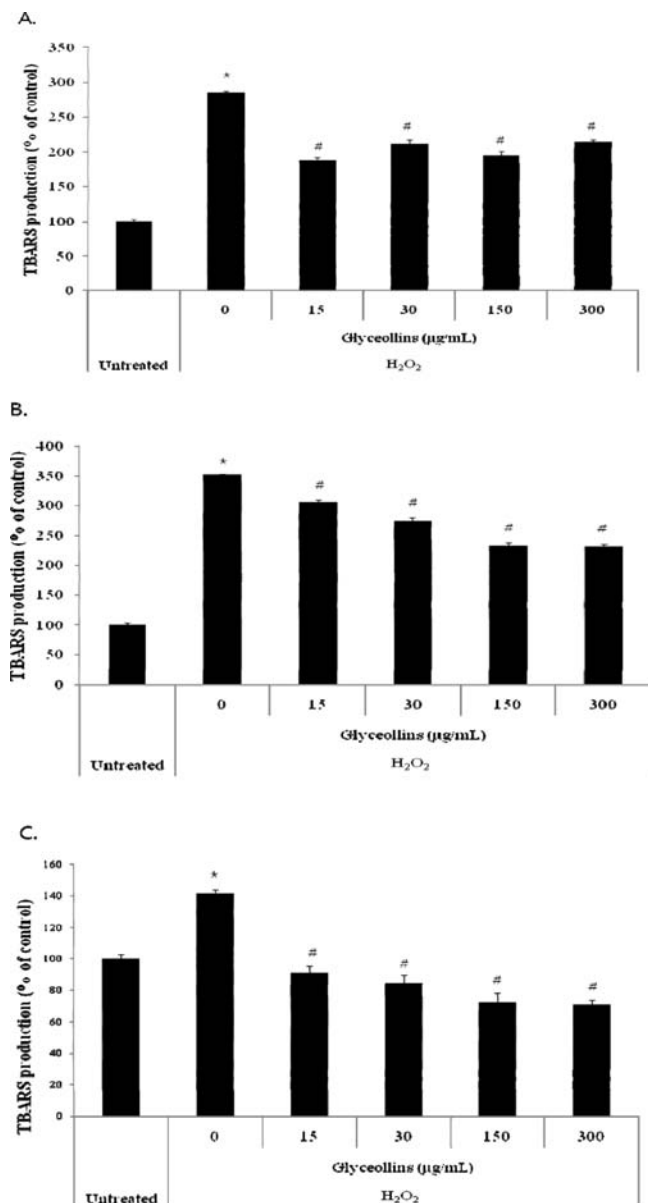 A.
TBARS production (% of control)
350
300
250
200
150
100
50
0
*
#
#
#
#
0 15 30 150 300
Glyceollins (µg/mL)
Untreated H₂O₂
B.
TBARS production (% of control)
400
350
300
250
200
150
100
50
0
*
#
#
#
#
0 15 30 150 300
Glyceollins (µg/mL)
Untreated H₂O₂
C.
TBARS production (% of control)
160
140
120
100
80
60
40
20
0
*
#
#
#
#
0 15 30 150 300
Glyceollins (µg/mL)
Untreated H₂O₂